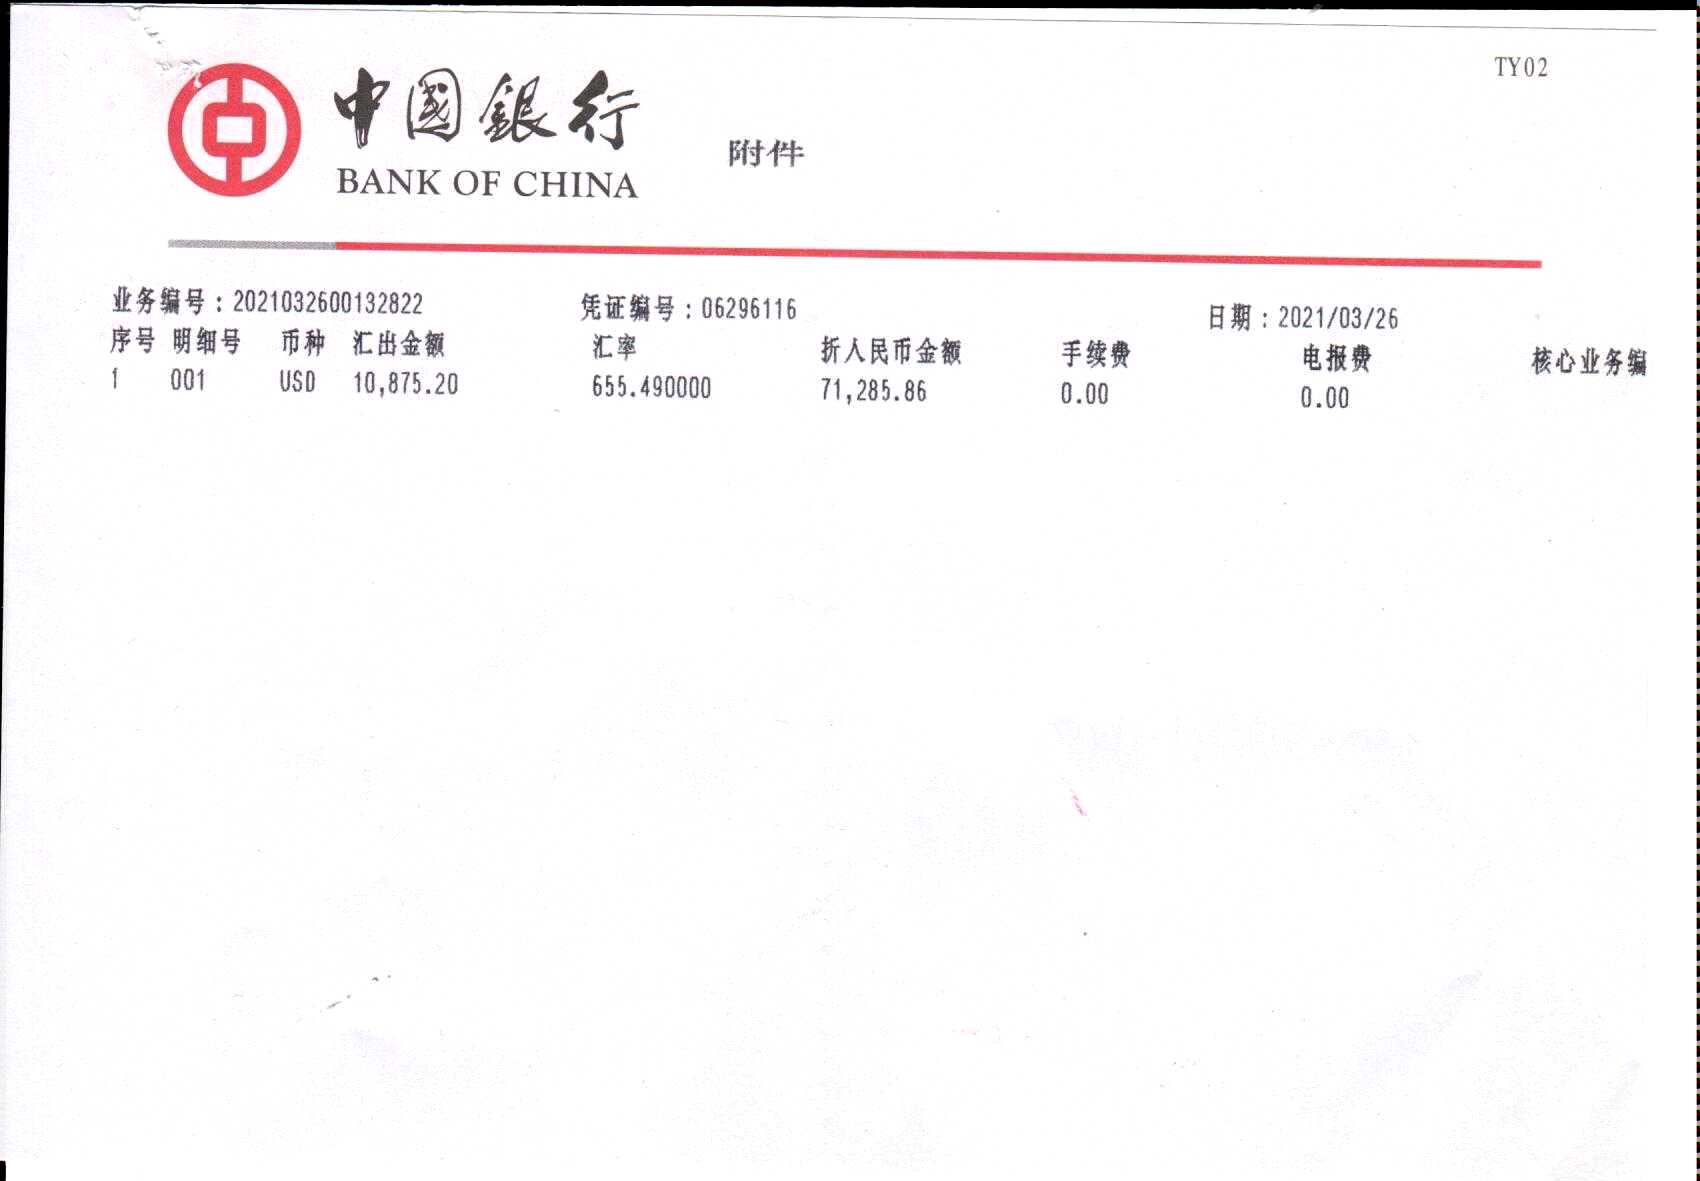 TY02
中國銀行
BANK OF CHINA
附件
业务编号：2021032600132822 凭证编号：06296116 日期：2021/03/26
序号 明细号 币种 汇出金额 汇率 折人民币金额 手续费 电报费 核心业务编
1 001 USD 10,875.20 655.490000 71,285.86 0.00 0.00